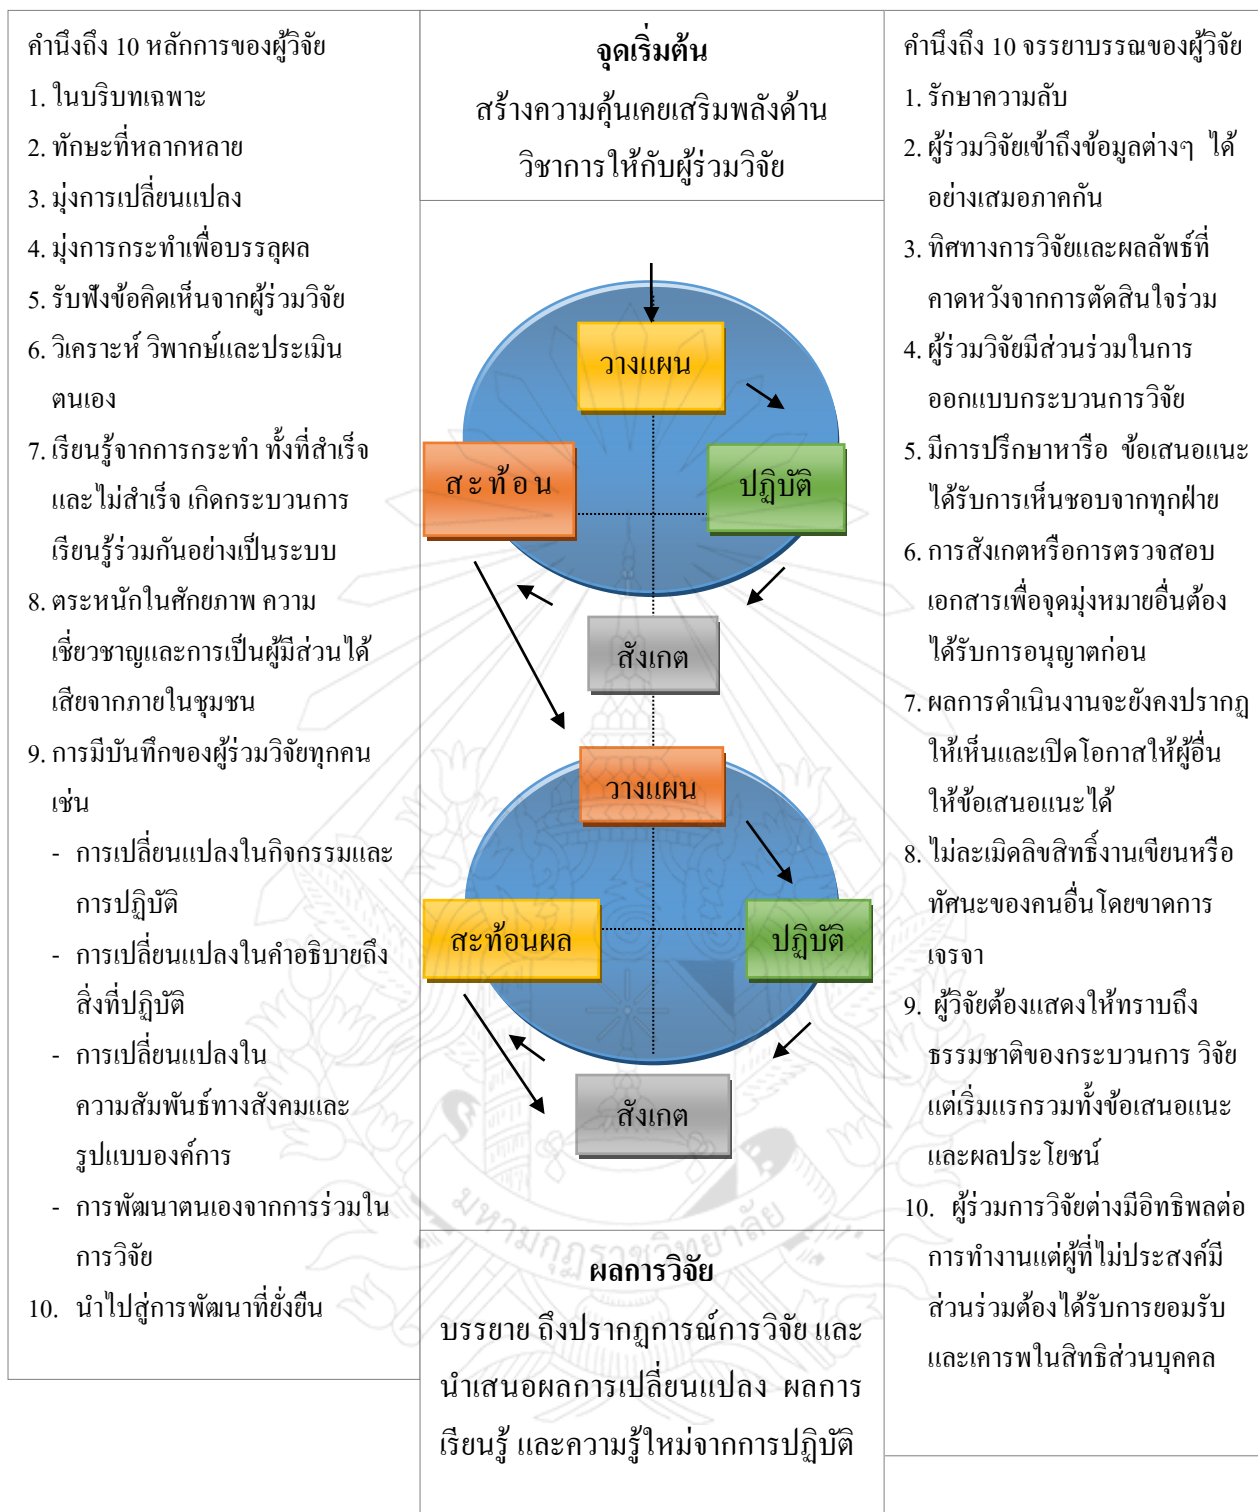 คำนึงถึง 10 หลักการของผู้วิจัย
1. ในบริบทเฉพาะ
2. ทักษะที่หลากหลาย
3. มุ่งการเปลี่ยนแปลง
4. มุ่งการกระทำเพื่อบรรลุผล
5. รับฟังข้อคิดเห็นจากผู้ร่วมวิจัย
6. วิเคราะห์ วิพากษ์และประเมิน
ตนเอง
7. เรียนรู้จากการกระทำ ทั้งที่สำเร็จ
และไม่สำเร็จ เกิดกระบวนการ
เรียนรู้ร่วมกันอย่างเป็นระบบ
8. ตระหนักในศักยภาพ ความ
เชี่ยวชาญและการเป็นผู้มีส่วนได้
เสียจากภายในชุมชน
9. การมีบันทึกของผู้ร่วมวิจัยทุกคน
เช่น
- การเปลี่ยนแปลงในกิจกรรมและ
การปฏิบัติ
- การเปลี่ยนแปลงในคำอธิบายถึง
สิ่งที่ปฏิบัติ
- การเปลี่ยนแปลงใน
ความสัมพันธ์ทางสังคมและ
รูปแบบองค์การ
- การพัฒนาตนเองจากการร่วมใน
การวิจัย
10. นำไปสู่การพัฒนาที่ยั่งยืน
จุดเริ่มต้น
สร้างความคุ้นเคยเสริมพลังด้าน
วิชาการให้กับผู้ร่วมวิจัย
วางแผน
สะท้อน
ปฏิบัติ
สังเกต
วางแผน
สะท้อนผล
ปฏิบัติ
สังเกต
มหามกุฏราชวิทยาลัย
ผลการวิจัย
บรรยาย ถึงปรากฏการณ์การวิจัย และ
นำเสนอผลการเปลี่ยนแปลง ผลการ
เรียนรู้ และความรู้ใหม่จากการปฏิบัติ
คำนึงถึง 10 จรรยาบรรณของผู้วิจัย
1. รักษาความลับ
2. ผู้ร่วมวิจัยเข้าถึงข้อมูลต่างๆ ได้
อย่างเสมอภาคกัน
3. ทิศทางการวิจัยและผลลัพธ์ที่
คาดหวังจากการตัดสินใจร่วม
4. ผู้ร่วมวิจัยมีส่วนร่วมในการ
ออกแบบกระบวนการวิจัย
5. มีการปรึกษาหารือ ข้อเสนอแนะ
ได้รับการเห็นชอบจากทุกฝ่าย
6. การสังเกตหรือการตรวจสอบ
เอกสารเพื่อจุดมุ่งหมายอื่นต้อง
ได้รับการอนุญาตก่อน
7. ผลการดำเนินงานจะยังคงปรากฏ
ให้เห็นและเปิดโอกาสให้ผู้อื่น
ให้ข้อเสนอแนะได้
8. ไม่ละเมิดลิขสิทธิ์งานเขียนหรือ
ทัศนะของคนอื่นโดยขาดการ
เจรจา
9. ผู้วิจัยต้องแสดงให้ทราบถึง
ธรรมชาติของกระบวนการ วิจัย
แต่เริ่มแรกรวมทั้งข้อเสนอแนะ
และผลประโยชน์
10. ผู้ร่วมการวิจัยต่างมีอิทธิพลต่อ
การทำงานแต่ผู้ที่ไม่ประสงค์มี
ส่วนร่วมต้องได้รับการยอมรับ
และเคารพในสิทธิส่วนบุคคล